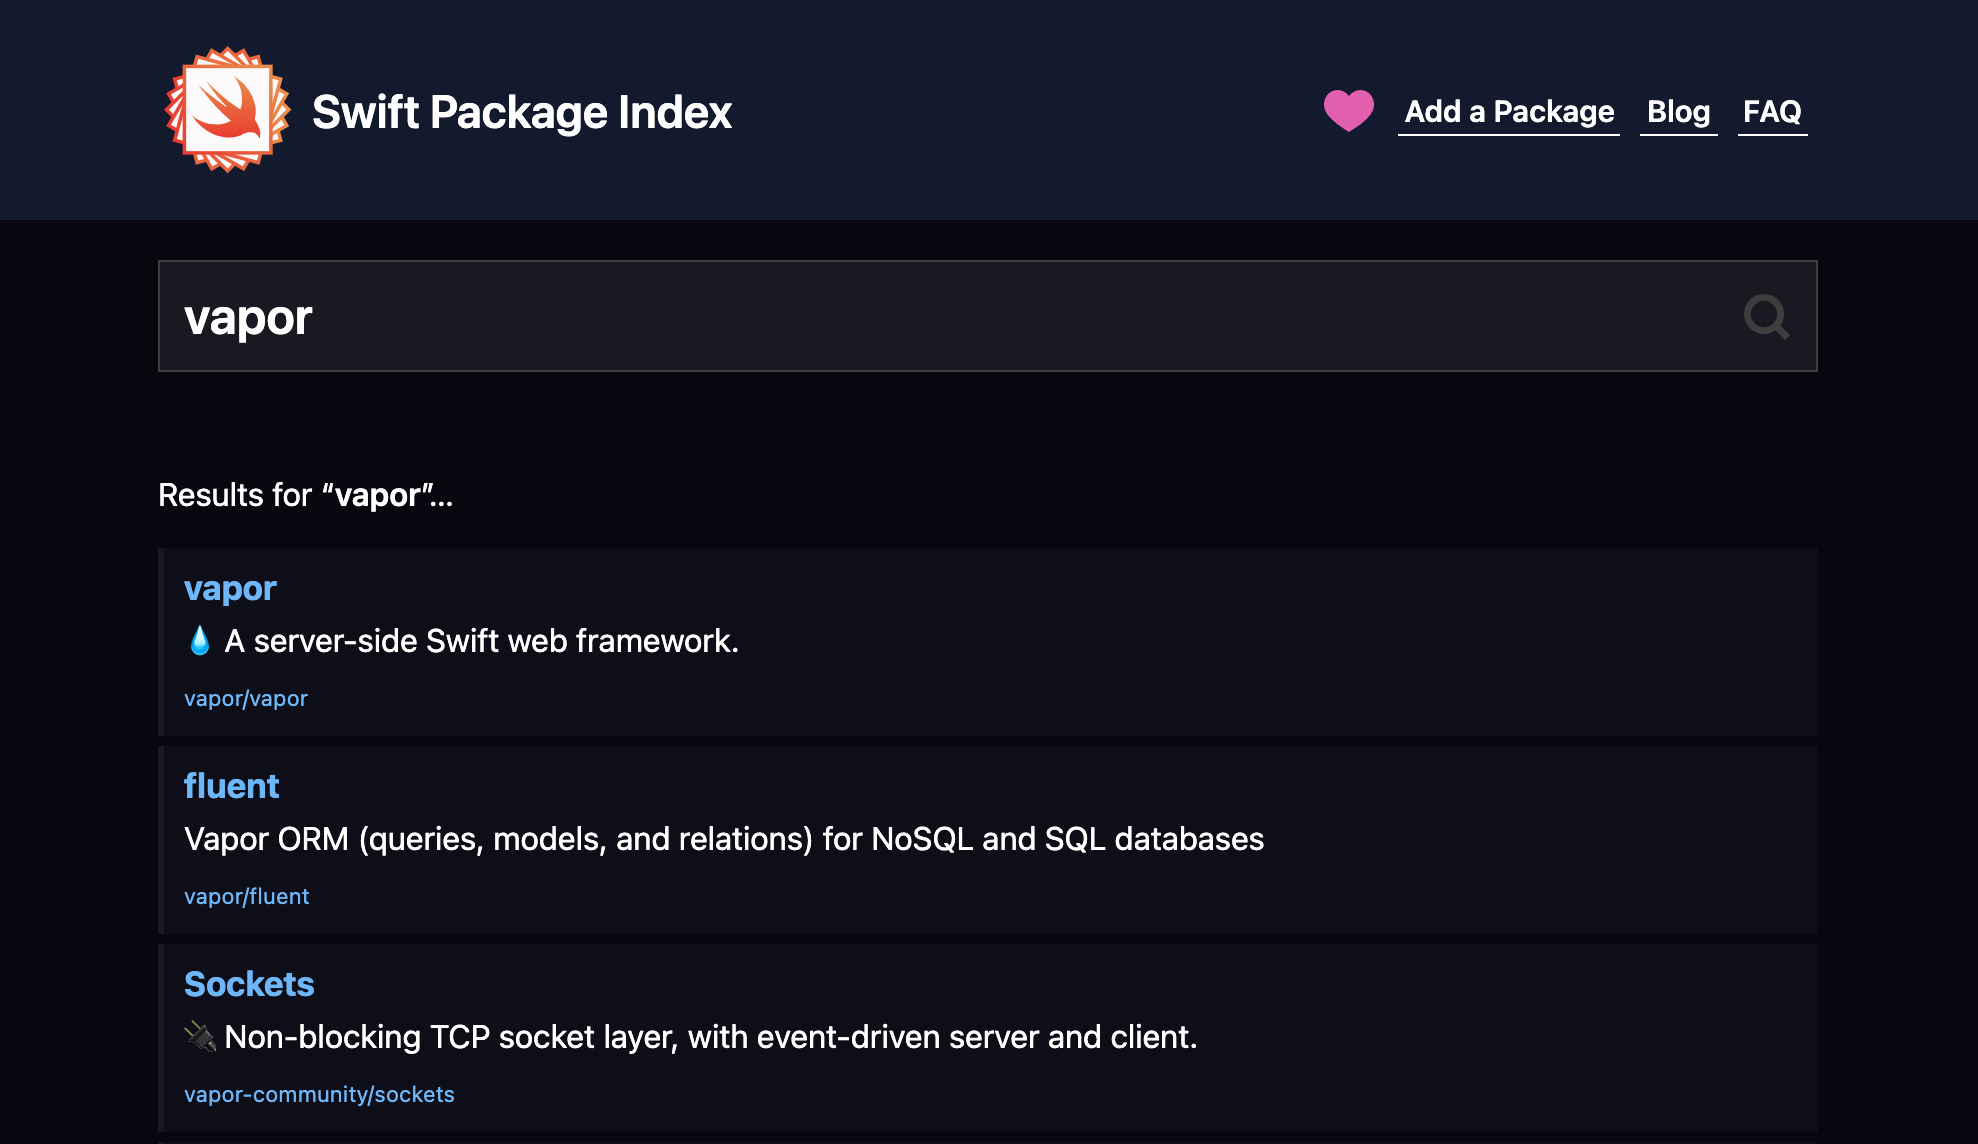 Swift Package Index
Add a Package Blog FAQ
vapor
Results for “vapor”...
vapor
💧 A server-side Swift web framework.
vapor/vapor
fluent
Vapor ORM (queries, models, and relations) for NoSQL and SQL databases
vapor/fluent
Sockets
🔌 Non-blocking TCP socket layer, with event-driven server and client.
vapor-community/sockets